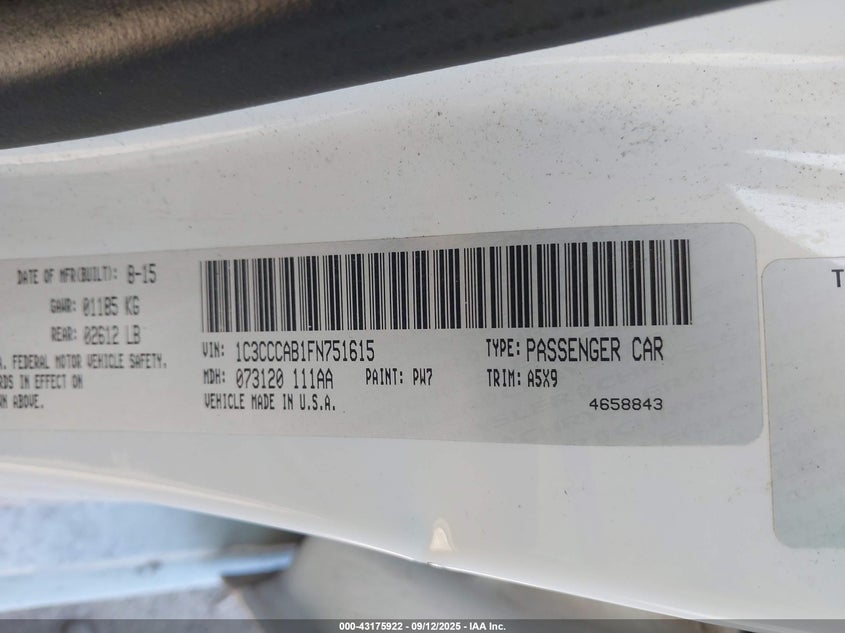 DATE OF MFR(BUILT): 8-15
GAWR: 01185 KG
REAR: 02612 LB
A. FEDERAL MOTOR VEHICLE SAFETY.
RDS IN EFFECT ON
WN ABOVE.
VIN: 1C3CCCAB1FN751615
TYPE: PASSENGER CAR
MDH: 073120 111AA
PAINT: PW7
TRIM: A5X9
VEHICLE MADE IN U.S.A.
4658843
T
000-43175922 - 09/12/2025 - IAA Inc.